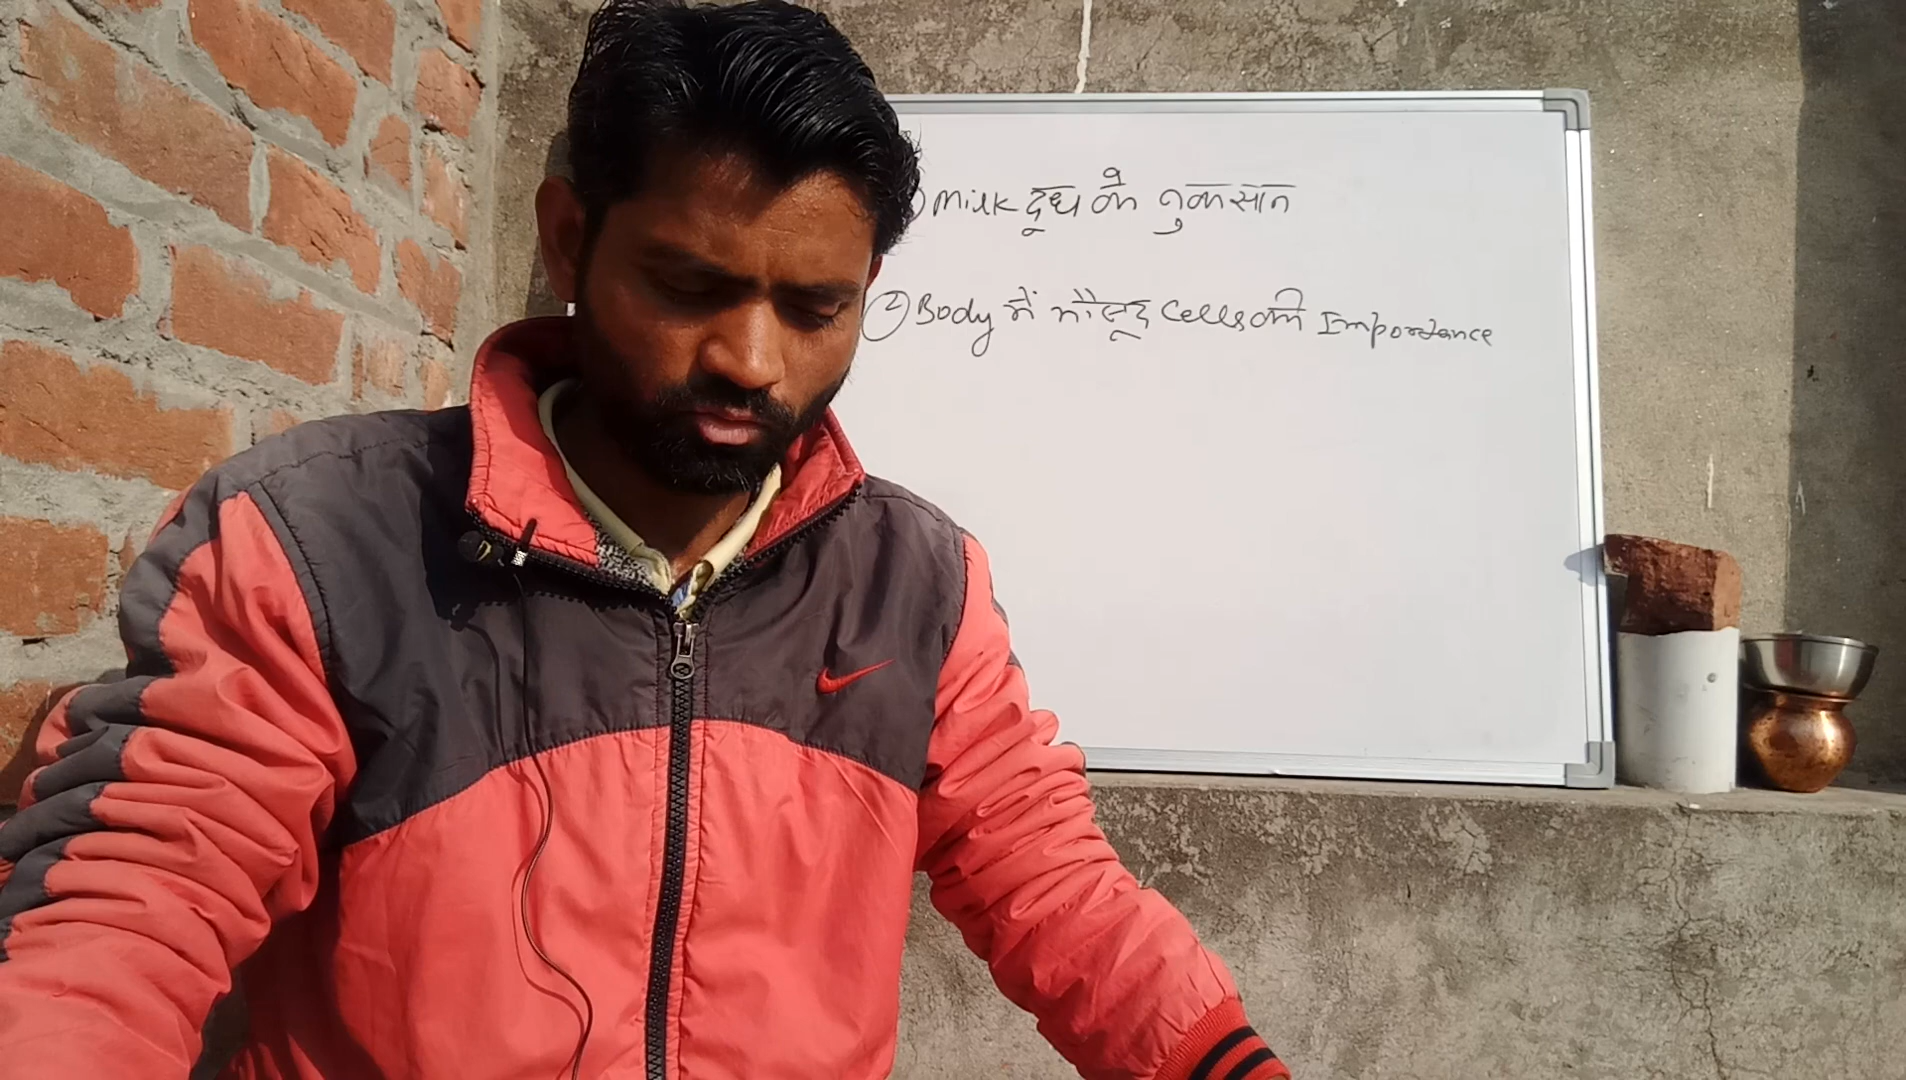 ) Milk दूध के नुकसान
② Body में मौजूद Cells की Importance